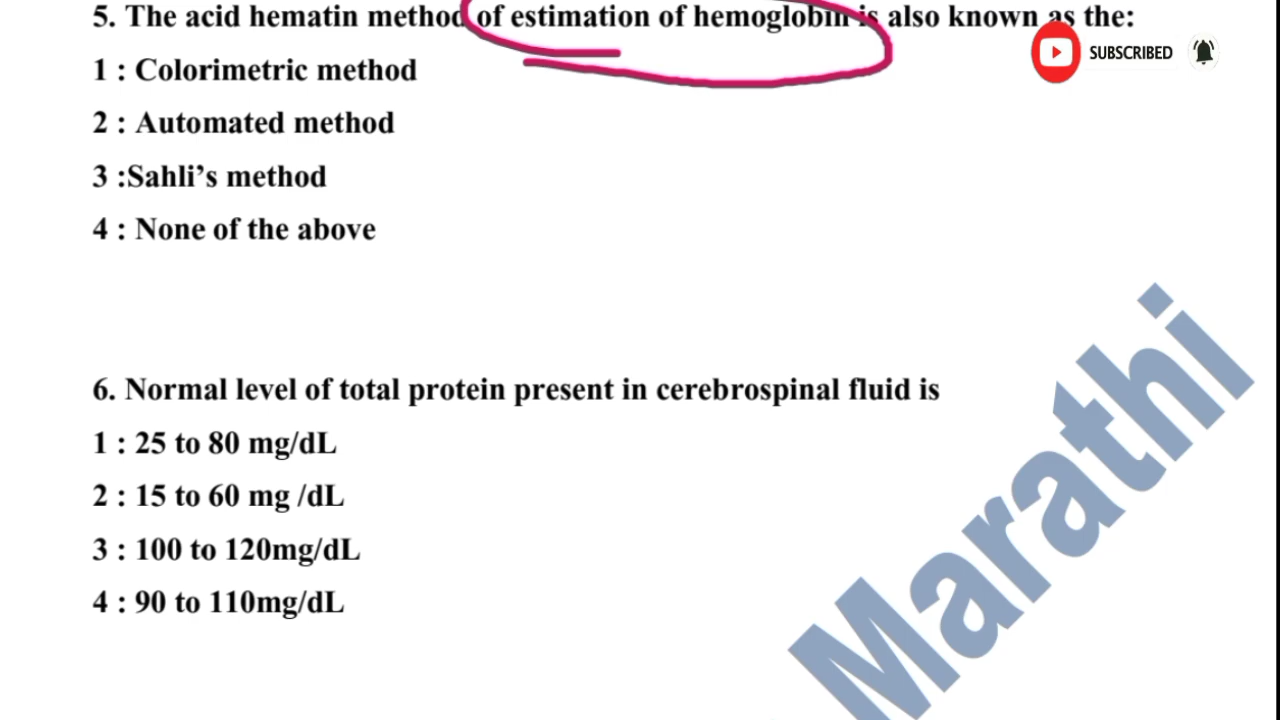 5. The acid hematin method of estimation of hemoglobin is also known as the:
SUBSCRIBED
1 : Colorimetric method
2 : Automated method
3 :Sahli’s method
4 : None of the above
6. Normal level of total protein present in cerebrospinal fluid is
1 : 25 to 80 mg/dL
2 : 15 to 60 mg /dL
3 : 100 to 120mg/dL
4 : 90 to 110mg/dL
Marathi